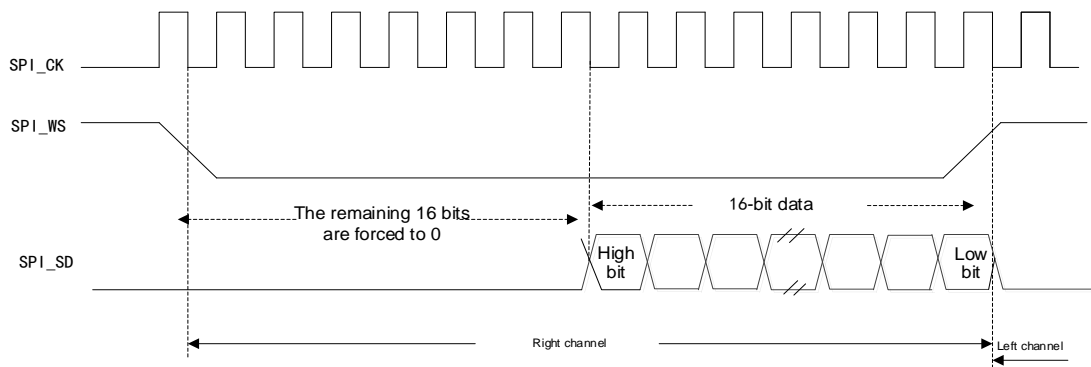 SPI_CK
SPI_WS
The remaining 16 bits
are forced to 0
16-bit data
SPI_SD
High
bit
Low
bit
Right channel
Left channel